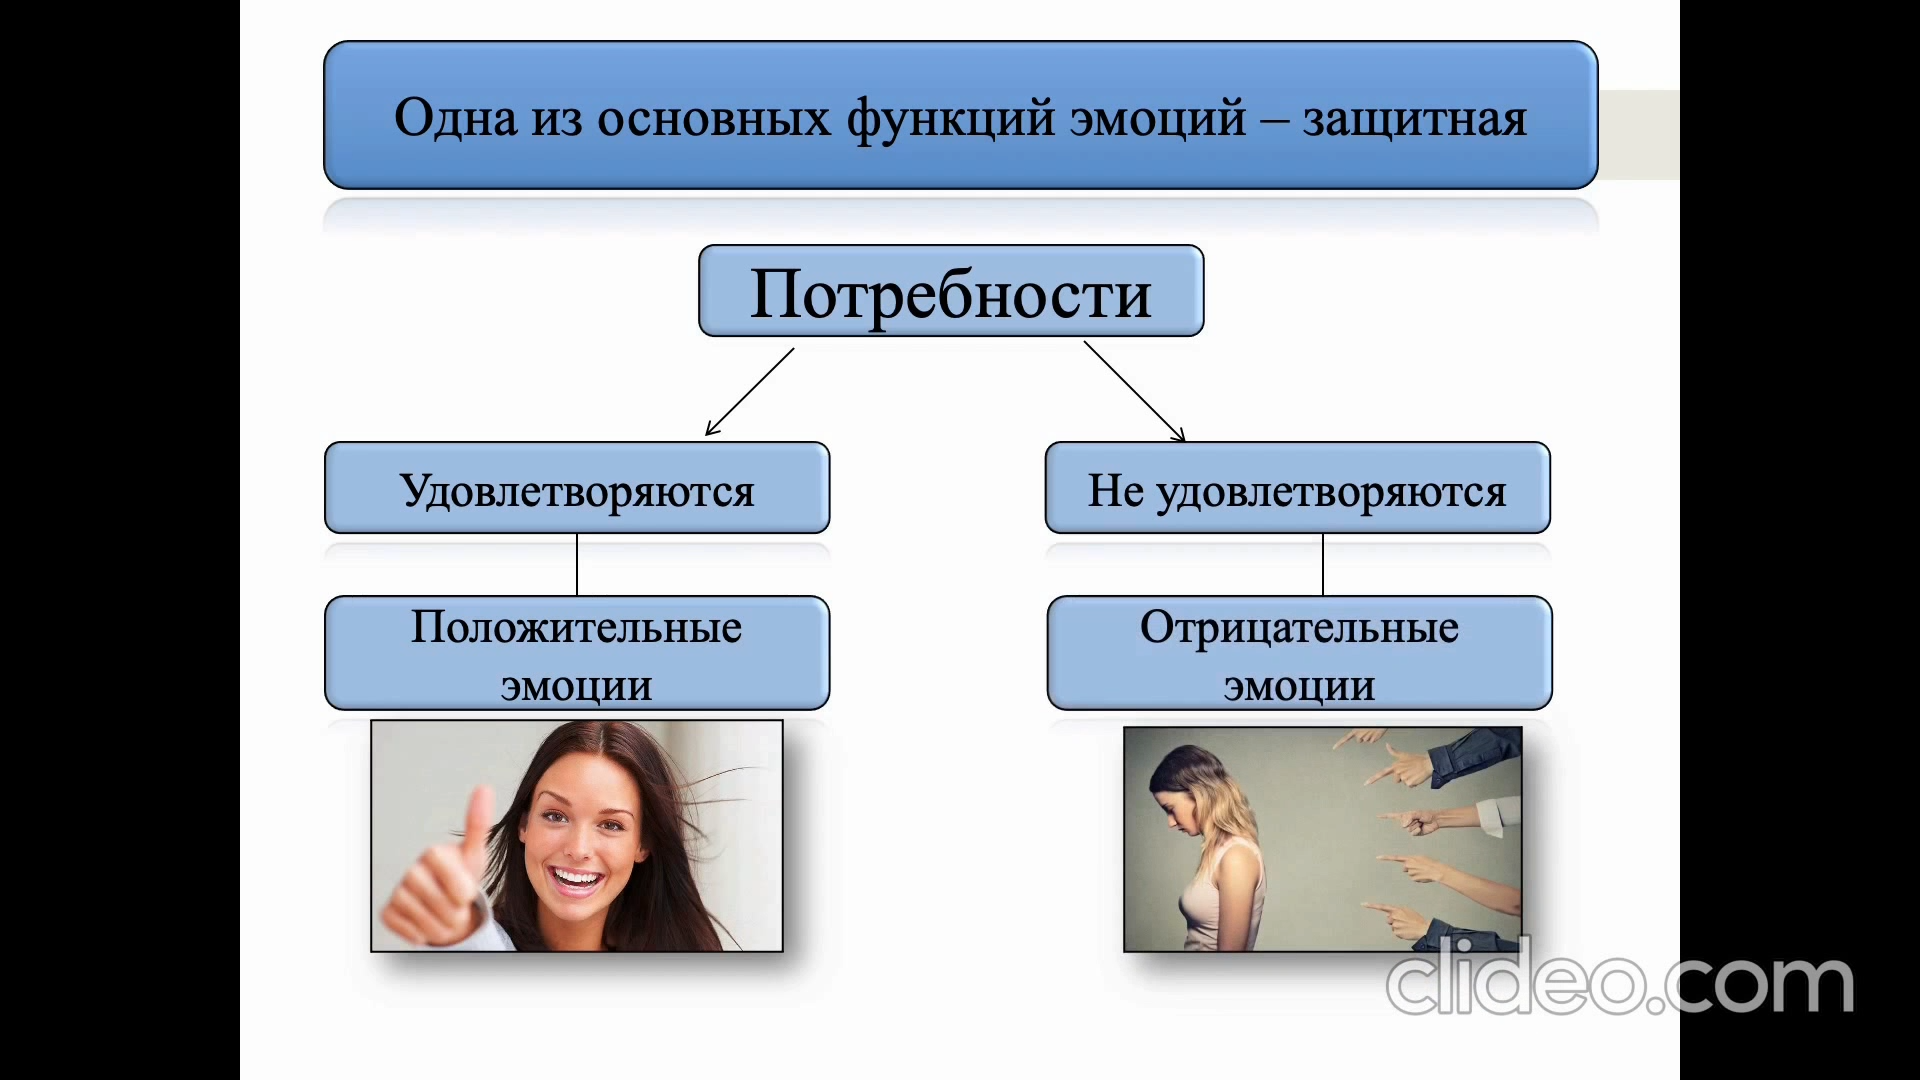 Одна из основных функций эмоций – защитная
Потребности
Удовлетворяются
Не удовлетворяются
Положительные
эмоции
Отрицательные
эмоции
clideo.com